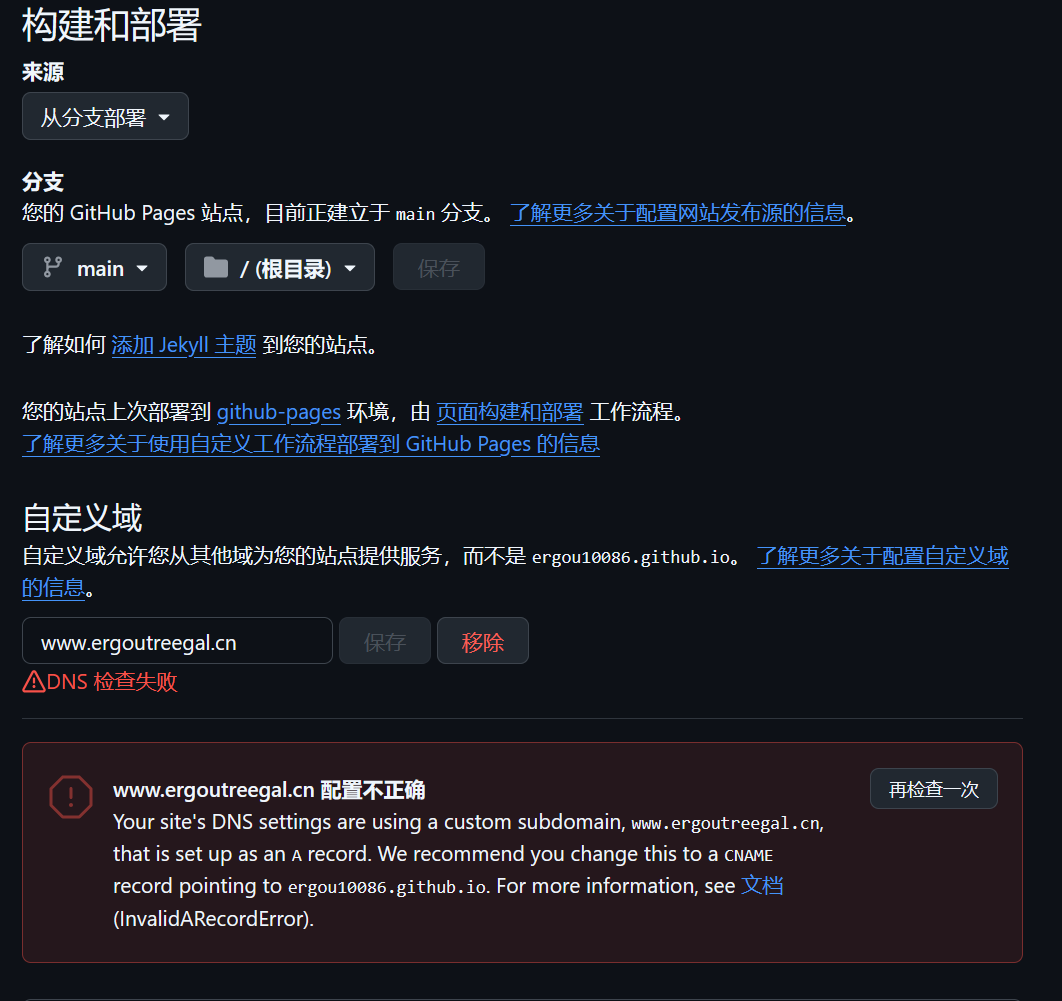 构建和部署
来源
从分支部署
分支
您的 GitHub Pages 站点，目前正建立于 main 分支。 了解更多关于配置网站发布源的信息。
main / (根目录) 保存
了解如何 添加 Jekyll 主题 到您的站点。
您的站点上次部署到 github-pages 环境，由 页面构建和部署 工作流程。
了解更多关于使用自定义工作流程部署到 GitHub Pages 的信息
自定义域
自定义域允许您从其他域为您的站点提供服务，而不是 ergou10086.github.io。 了解更多关于配置自定义域
的信息。
www.ergoutreegal.cn 保存 移除
DNS 检查失败
www.ergoutreegal.cn 配置不正确 再检查一次
Your site's DNS settings are using a custom subdomain, www.ergoutreegal.cn,
that is set up as an A record. We recommend you change this to a CNAME
record pointing to ergou10086.github.io. For more information, see 文档
(InvalidARecordError).